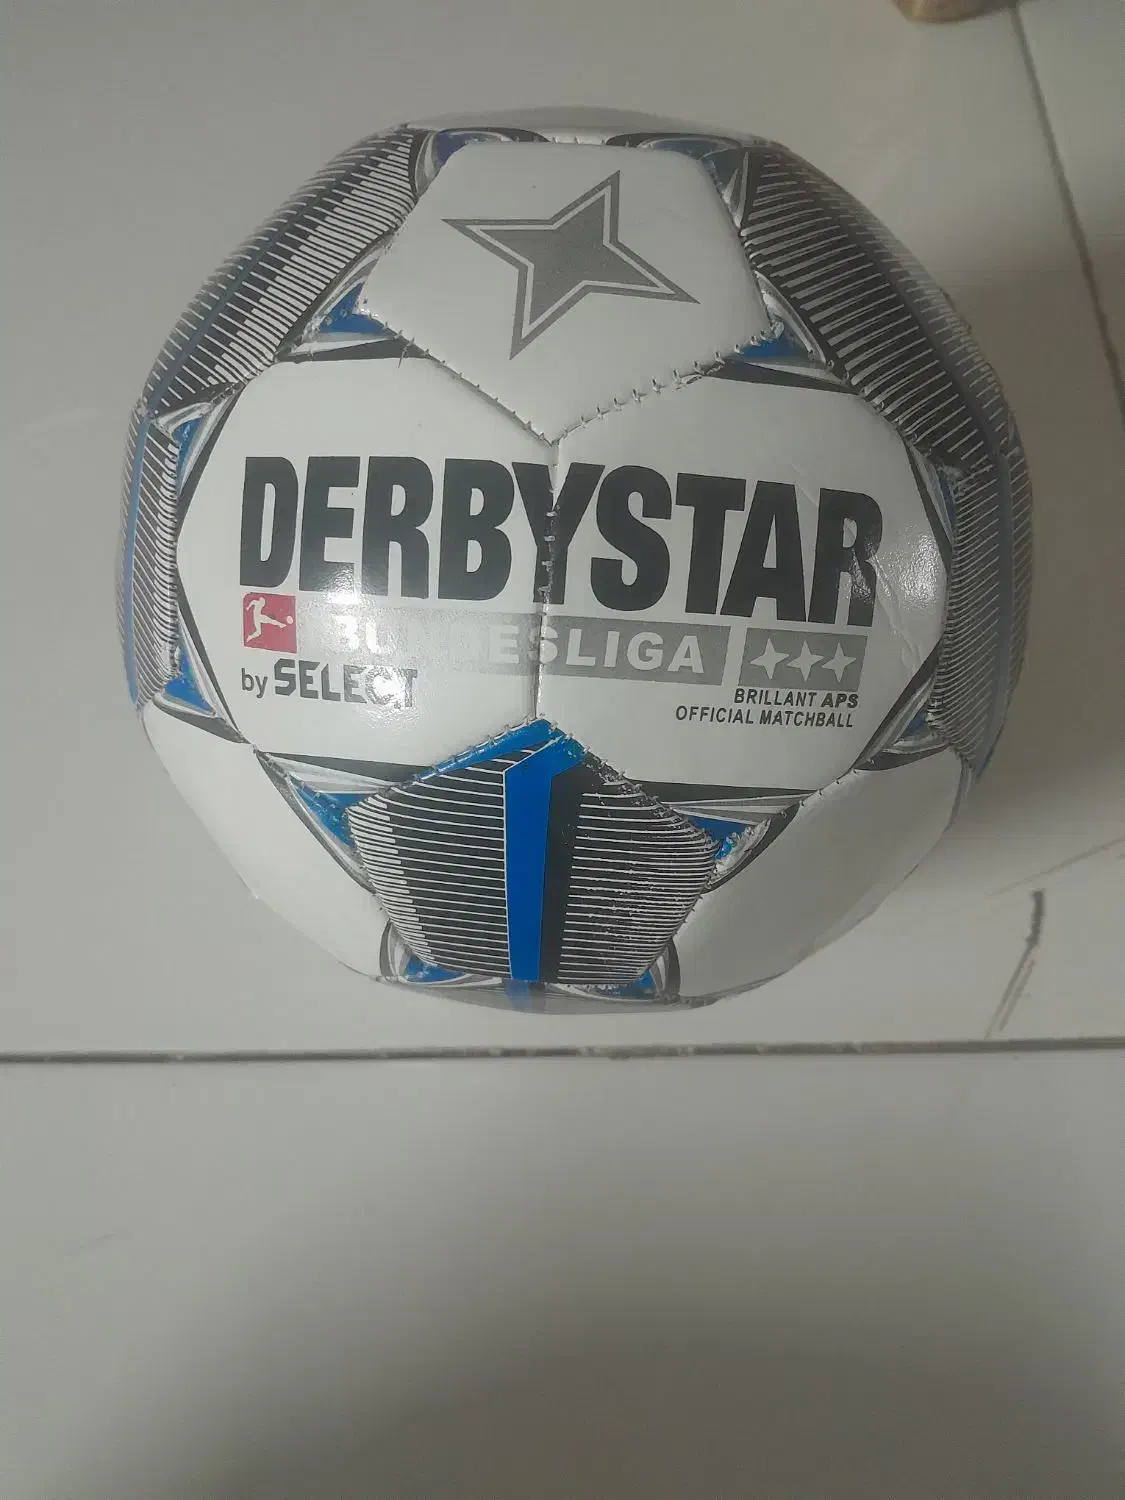 DERBYSTAR
BUNDESLIGA
by SELECT
BRILLANT APS
OFFICIAL MATCHBALL